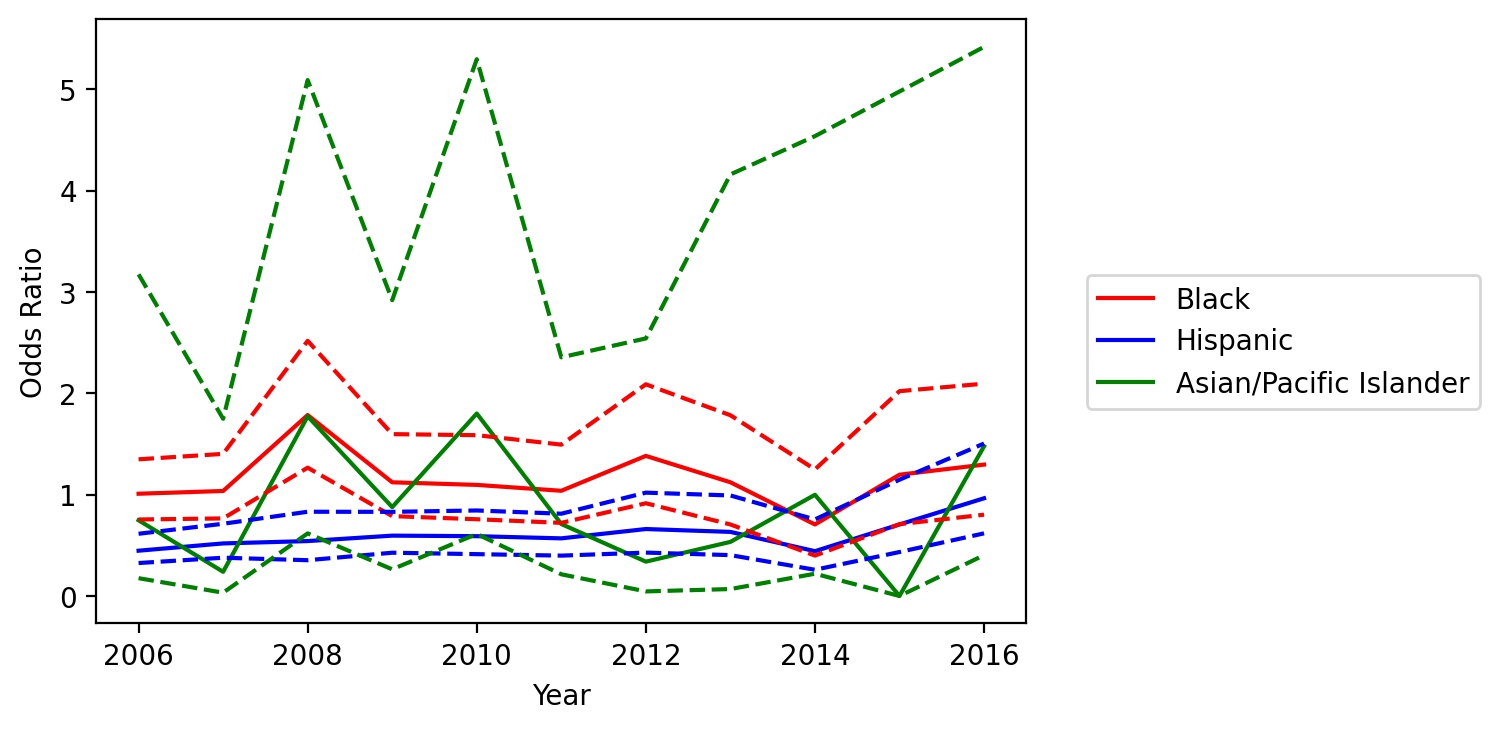 5
4
3
2
1
0
Odds Ratio
2006 2008 2010 2012 2014 2016
Year
Black
Hispanic
Asian/Pacific Islander